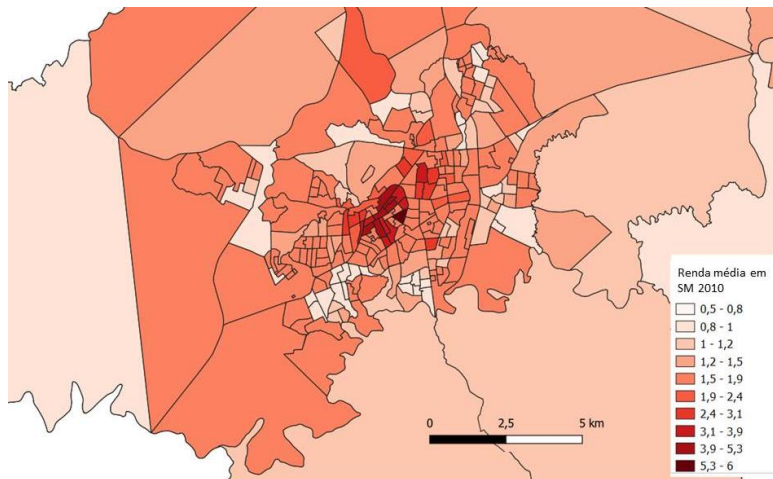 Renda média em
SM 2010
0,5 - 0,8
0,8 - 1
1 - 1,2
1,2 - 1,5
1,5 - 1,9
1,9 - 2,4
2,4 - 3,1
3,1 - 3,9
3,9 - 5,3
5,3 - 6
0 2,5 5 km